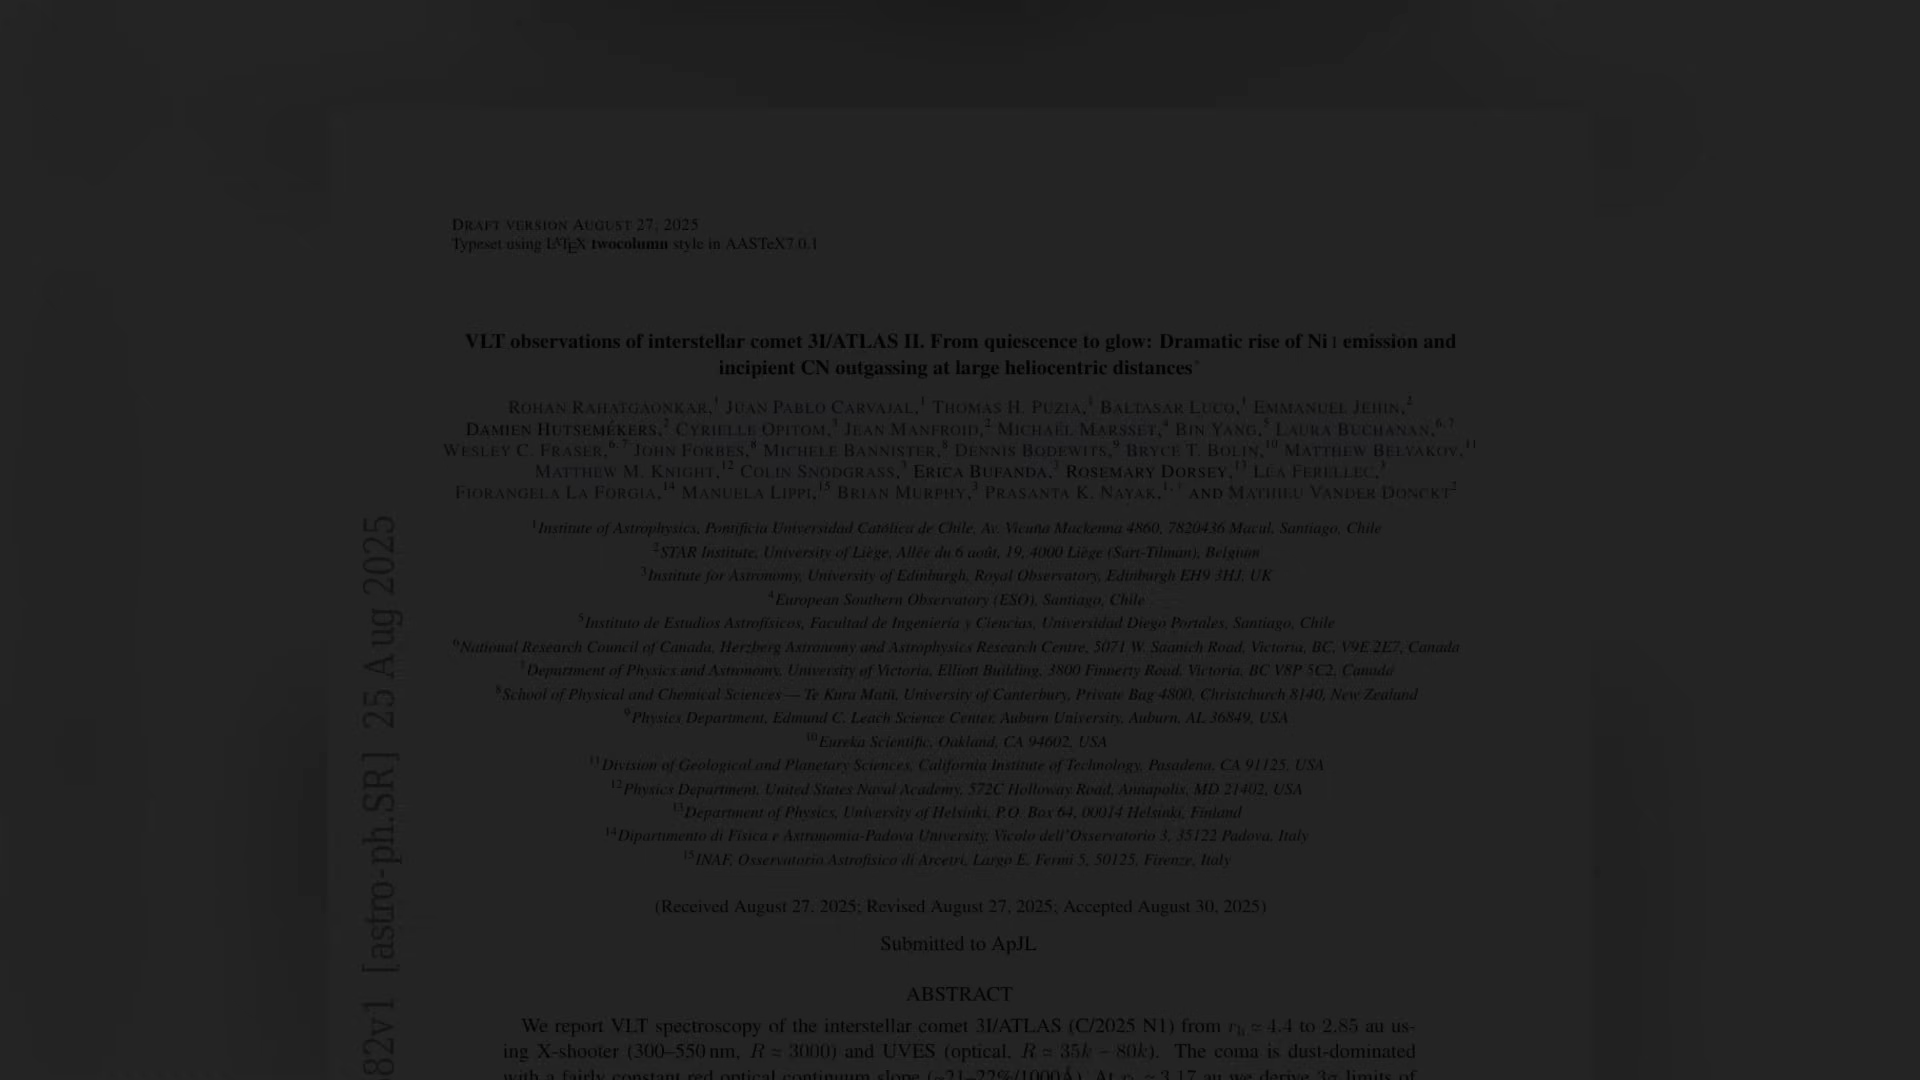 DRAFT VERSION AUGUST 27, 2025
Typeset using LATEX twocolumn style in AASTeX7.0.1
VLT observations of interstellar comet 3I/ATLAS II. From quiescence to glow: Dramatic rise of Ni I emission and
incipient CN outgassing at large heliocentric distances*
ROHAN RAHATGAONKAR,1 JUAN PABLO CARVAJAL,1 THOMAS H. PUZIA,1 BALTASAR LUCO,1 EMMANUEL JEHIN,2
DAMIEN HUTSEMÉKERS,2 CYRIELLE OPITOM,3 JEAN MANFROID,2 MICHAËL MARSSET,4 BIN YANG,5 LAURA BUCHANAN,6, 7
WESLEY C. FRASER,6, 7 JOHN FORBES,8 MICHELE BANNISTER,8 DENNIS BODEWITS,9 BRYCE T. BOLIN,10 MATTHEW BELYAKOV,11
MATTHEW M. KNIGHT,12 COLIN SNODGRASS,3 ERICA BUFANDA,3 ROSEMARY DORSEY,13 LÉA FERELLEC,3
FIORANGELA LA FORGIA,14 MANUELA LIPPI,15 BRIAN MURPHY,3 PRASANTA K. NAYAK,1 AND MATHIEU VANDER DONCKT2
1Institute of Astrophysics, Pontificia Universidad Católica de Chile, Av. Vicuña Mackenna 4860, 7820436 Macul, Santiago, Chile
2STAR Institute, University of Liège, Allée du 6 août, 19, 4000 Liège (Sart-Tilman), Belgium
3Institute for Astronomy, University of Edinburgh, Royal Observatory, Edinburgh EH9 3HJ, UK
4European Southern Observatory (ESO), Santiago, Chile
5Instituto de Estudios Astrofísicos, Facultad de Ingeniería y Ciencias, Universidad Diego Portales, Santiago, Chile
6National Research Council of Canada, Herzberg Astronomy and Astrophysics Research Centre, 5071 W. Saanich Road, Victoria, BC, V9E 2E7, Canada
7Department of Physics and Astronomy, University of Victoria, Elliott Building, 3800 Finnerty Road, Victoria, BC V8P 5C2, Canada
8School of Physical and Chemical Sciences — Te Kura Matū, University of Canterbury, Private Bag 4800, Christchurch 8140, New Zealand
9Physics Department, Edmund C. Leach Science Center, Auburn University, Auburn, AL 36849, USA
10Eureka Scientific, Oakland, CA 94602, USA
11Division of Geological and Planetary Sciences, California Institute of Technology, Pasadena, CA 91125, USA
12Physics Department, United States Naval Academy, 572C Holloway Road, Annapolis, MD 21402, USA
13Department of Physics, University of Helsinki, P.O. Box 64, 00014 Helsinki, Finland
14Dipartimento di Fisica e Astronomia-Padova University, Vicolo dell'Osservatorio 3, 35122 Padova, Italy
15INAF, Osservatorio Astrofisico di Arcetri, Largo E. Fermi 5, 50125, Firenze, Italy
(Received August 27, 2025; Revised August 27, 2025; Accepted August 30, 2025)
Submitted to ApJL
ABSTRACT
We report VLT spectroscopy of the interstellar comet 3I/ATLAS (C/2025 N1) from rh ≃ 4.4 to 2.85 au us-
ing X-shooter (300–550 nm, R ≃ 3000) and UVES (optical, R ≃ 35k − 80k). The coma is dust-dominated
with a fairly constant red optical continuum slope (~21–22%/1000Å). At rh ≃ 3.17 au we derive 3σ limits of
82v1 [astro-ph.SR] 25 Aug 2025